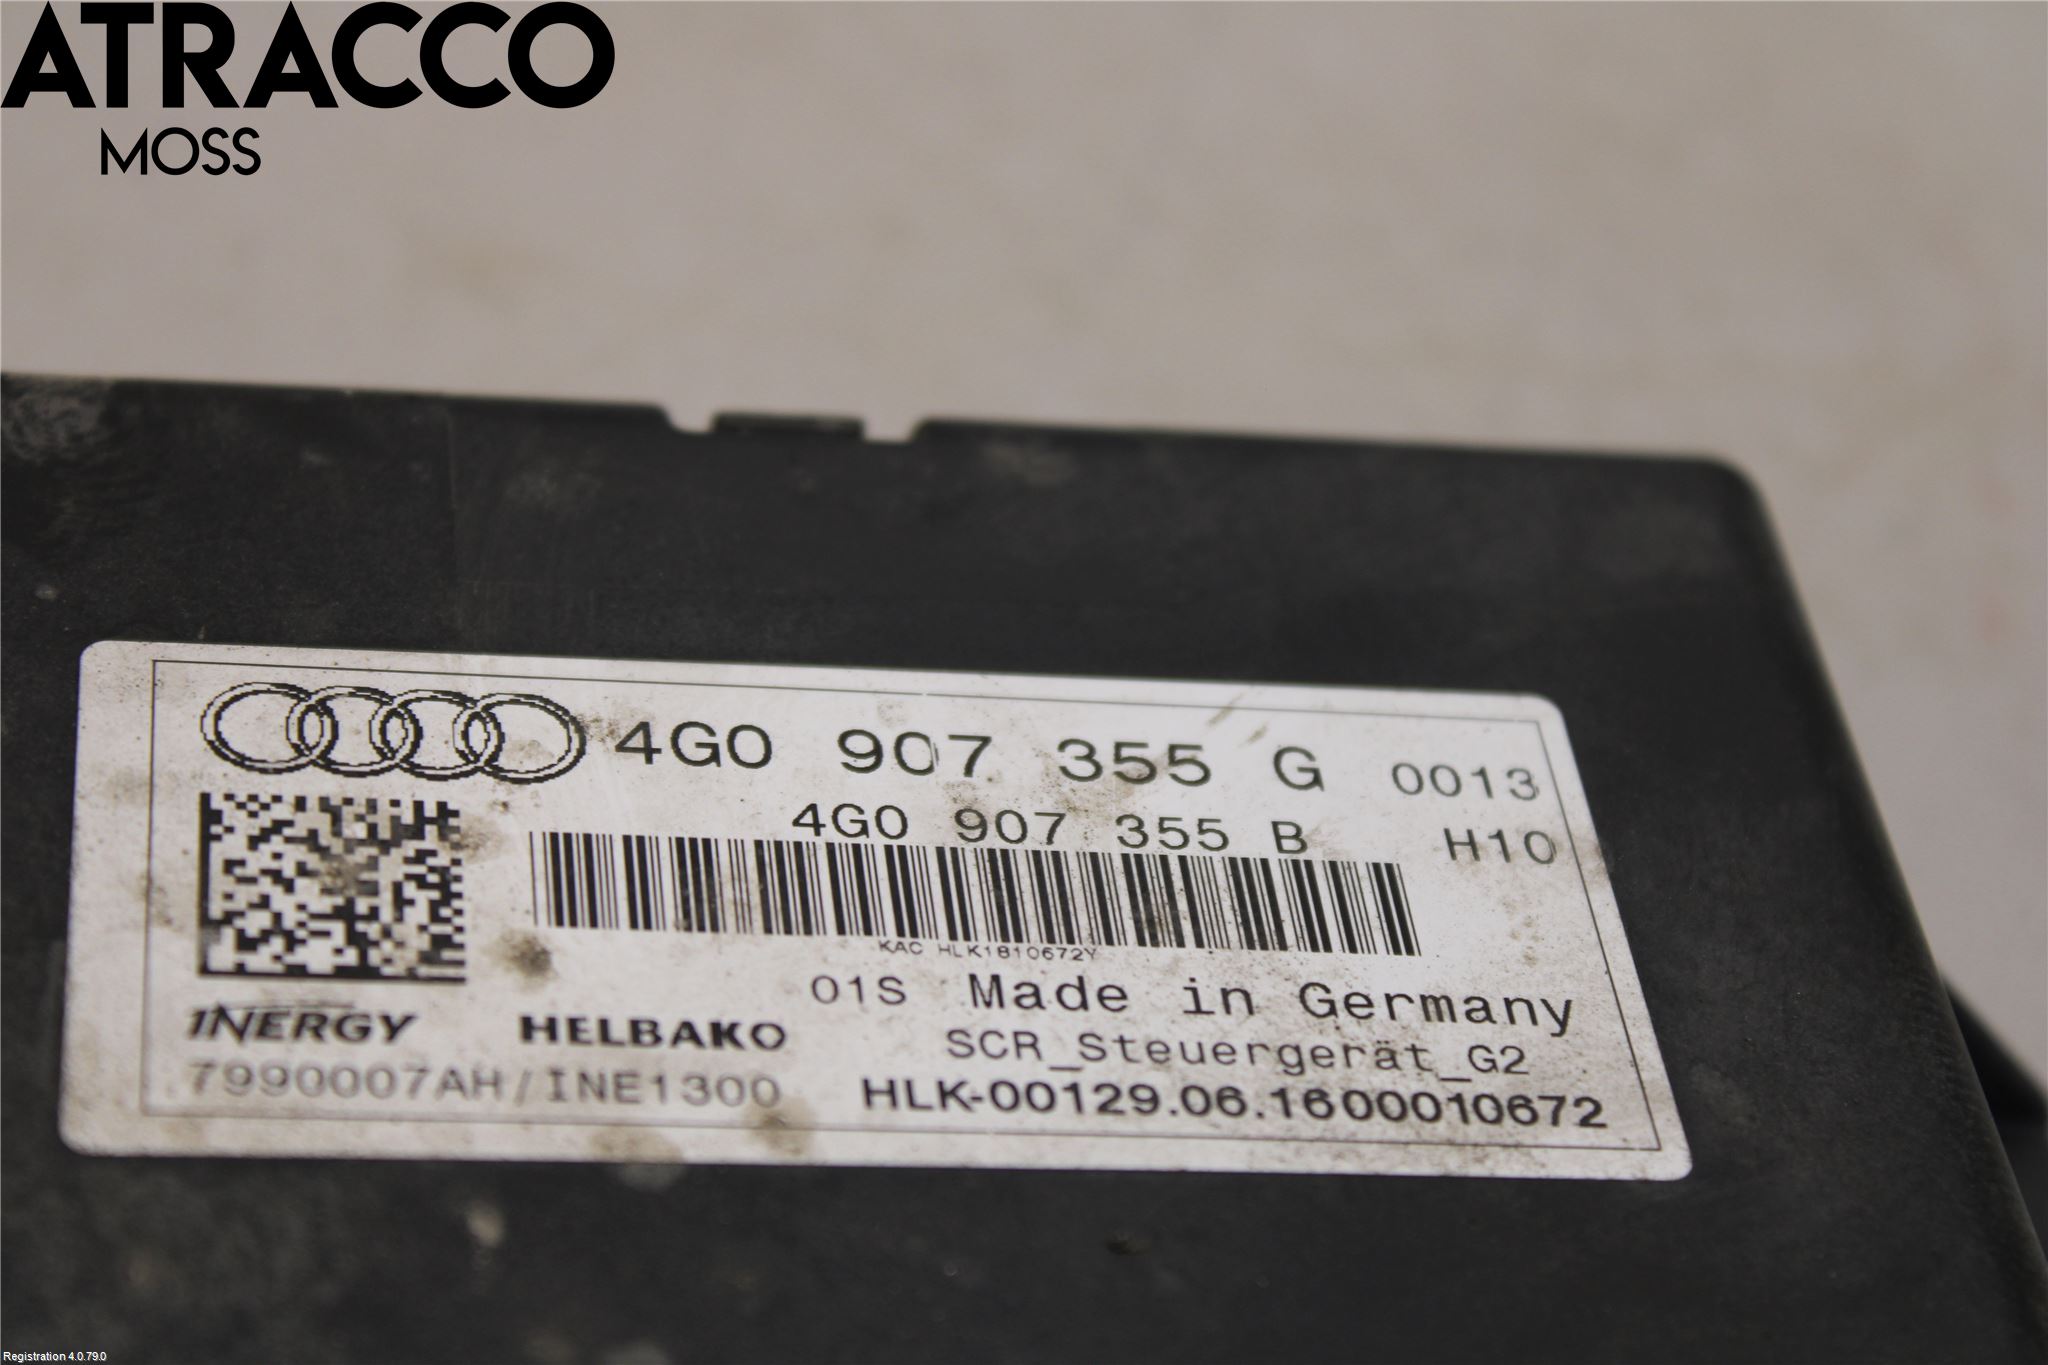 ATRACCO
MOSS
4G0 907 355 G 0013
4G0 907 355 B H10
KAC HLK1810672Y
01S Made in Germany
INERGY HELBAKO
SCR_Steuergerät_G2
7990007AH/INE1300
HLK-00129.06.1600010672
Registration 4.0.79.0